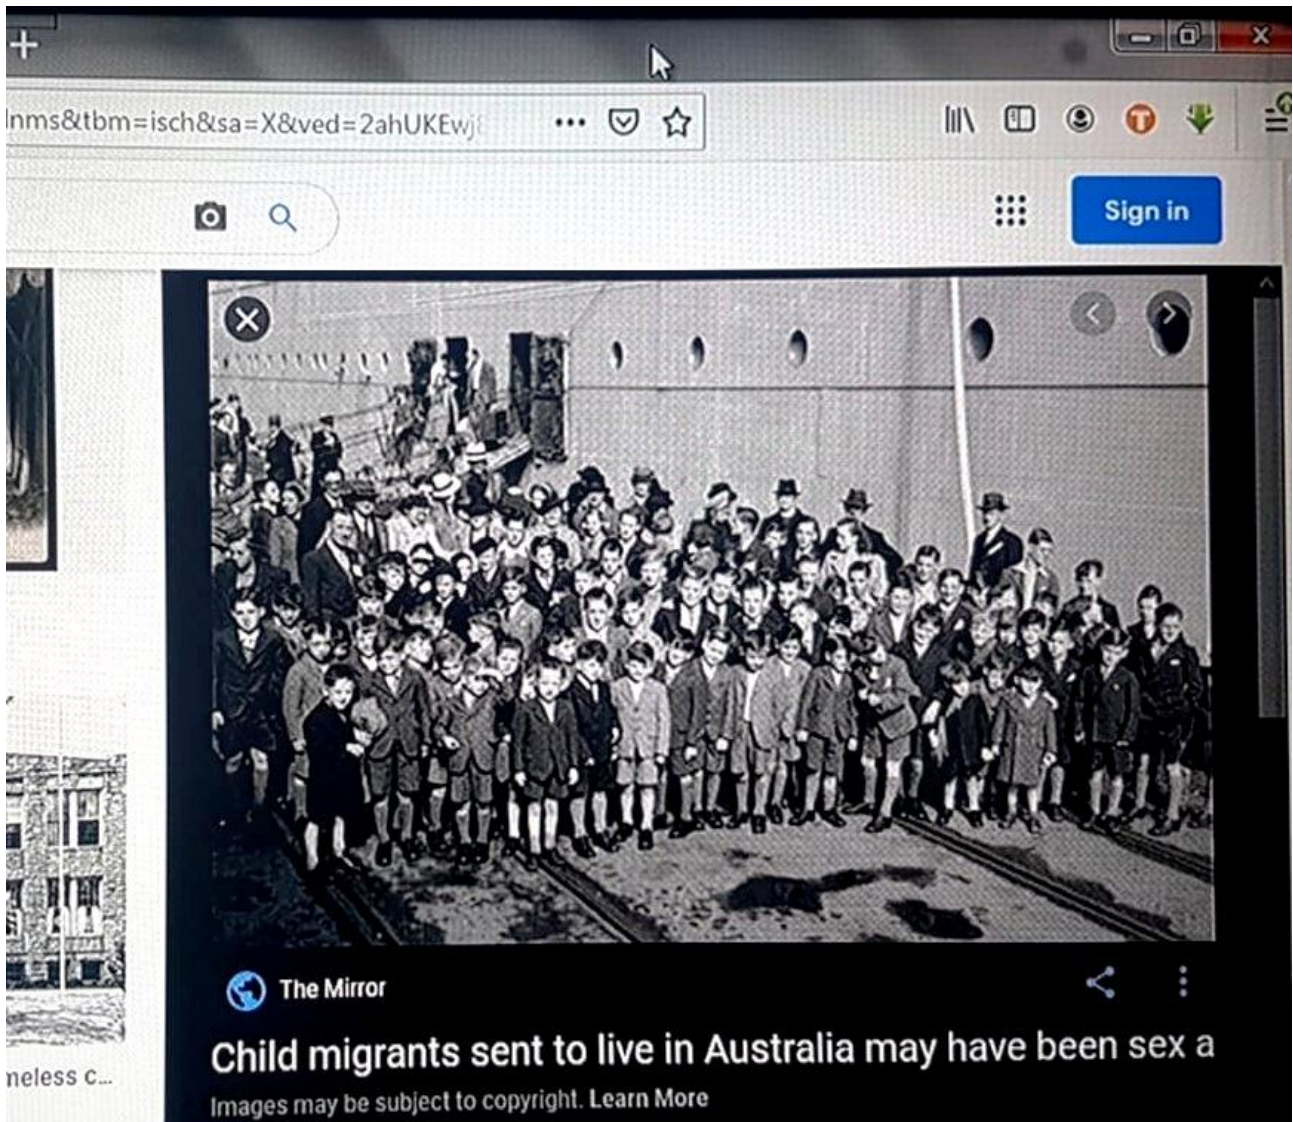 nms&tbm=isch&sa=X&ved=2ahUKEwj
Sign in
The Mirror
Child migrants sent to live in Australia may have been sex a
neless c...
Images may be subject to copyright. Learn More